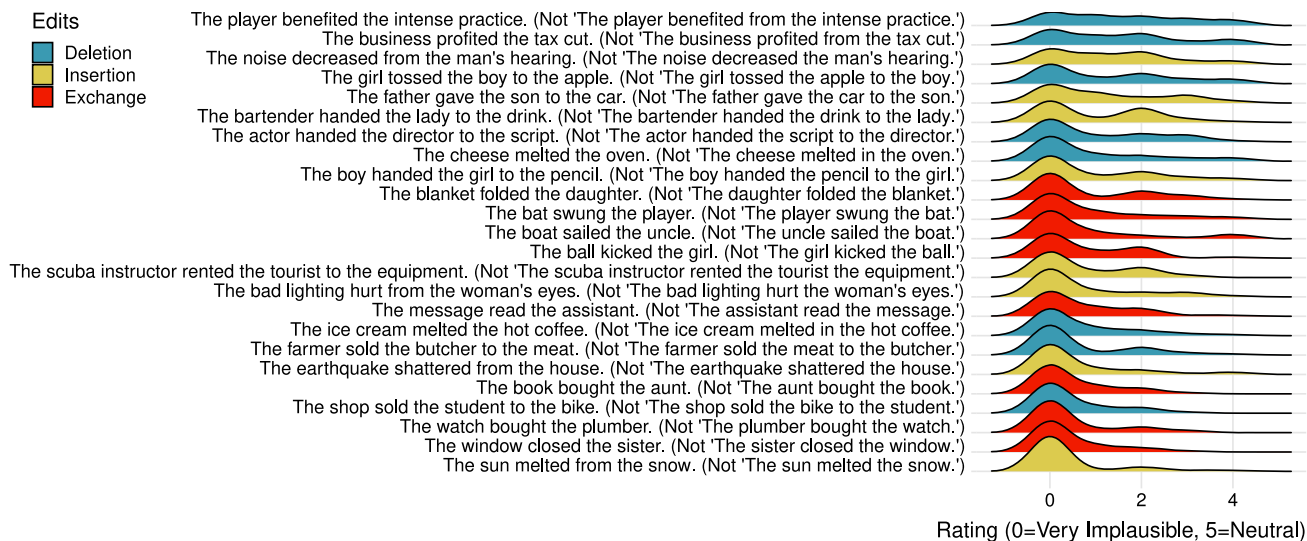 Edits
Deletion
Insertion
Exchange
The player benefited the intense practice. (Not 'The player benefited from the intense practice.')
The business profited the tax cut. (Not 'The business profited from the tax cut.')
The noise decreased from the man's hearing. (Not 'The noise decreased the man's hearing.')
The girl tossed the boy to the apple. (Not 'The girl tossed the apple to the boy.')
The father gave the son to the car. (Not 'The father gave the car to the son.')
The bartender handed the lady to the drink. (Not 'The bartender handed the drink to the lady.')
The actor handed the director to the script. (Not 'The actor handed the script to the director.')
The cheese melted the oven. (Not 'The cheese melted in the oven.')
The boy handed the girl to the pencil. (Not 'The boy handed the pencil to the girl.')
The blanket folded the daughter. (Not 'The daughter folded the blanket.')
The bat swung the player. (Not 'The player swung the bat.')
The boat sailed the uncle. (Not 'The uncle sailed the boat.')
The ball kicked the girl. (Not 'The girl kicked the ball.')
The scuba instructor rented the tourist to the equipment. (Not 'The scuba instructor rented the tourist the equipment.')
The bad lighting hurt from the woman's eyes. (Not 'The bad lighting hurt the woman's eyes.')
The message read the assistant. (Not 'The assistant read the message.')
The ice cream melted the hot coffee. (Not 'The ice cream melted in the hot coffee.')
The farmer sold the butcher to the meat. (Not 'The farmer sold the meat to the butcher.')
The earthquake shattered from the house. (Not 'The earthquake shattered the house.')
The book bought the aunt. (Not 'The aunt bought the book.')
The shop sold the student to the bike. (Not 'The shop sold the bike to the student.')
The watch bought the plumber. (Not 'The plumber bought the watch.')
The window closed the sister. (Not 'The sister closed the window.')
The sun melted from the snow. (Not 'The sun melted the snow.')
0 2 4
Rating (0=Very Implausible, 5=Neutral)